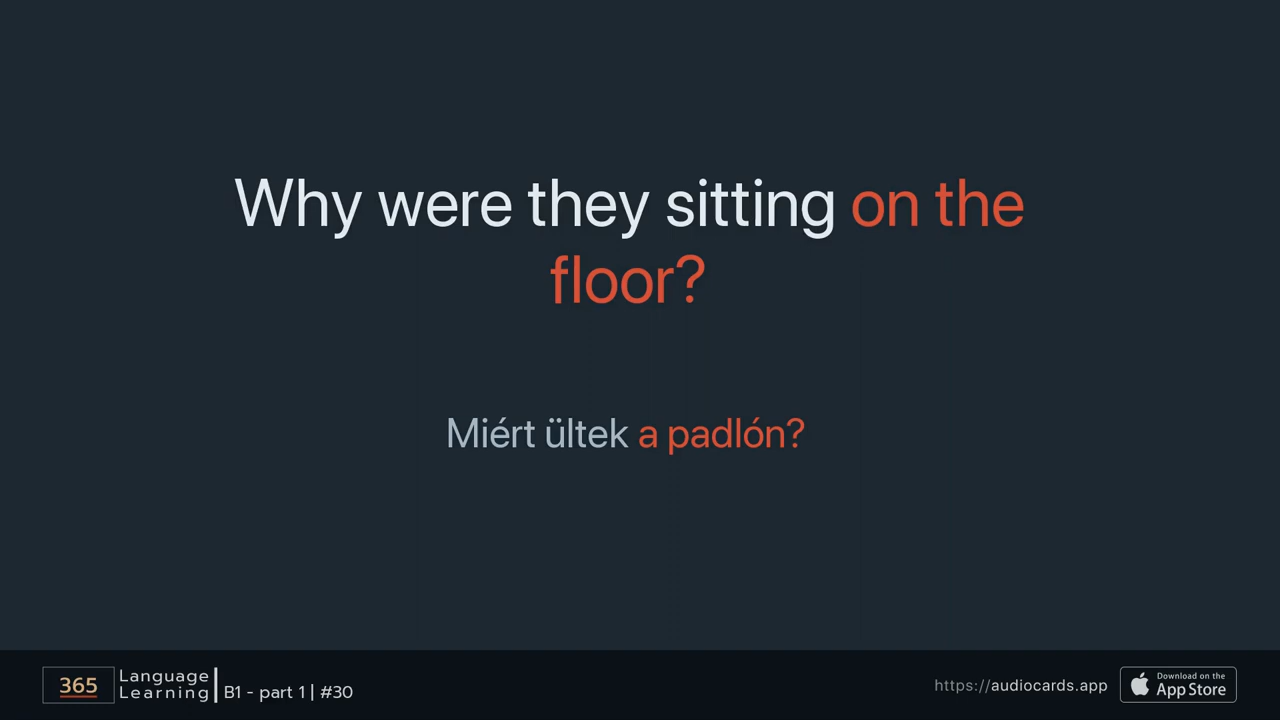 Why were they sitting on the
floor?
Miért ültek a padlón?
365
Language
Learning
B1 - part 1 | #30
https://audiocards.app
Download on the
App Store